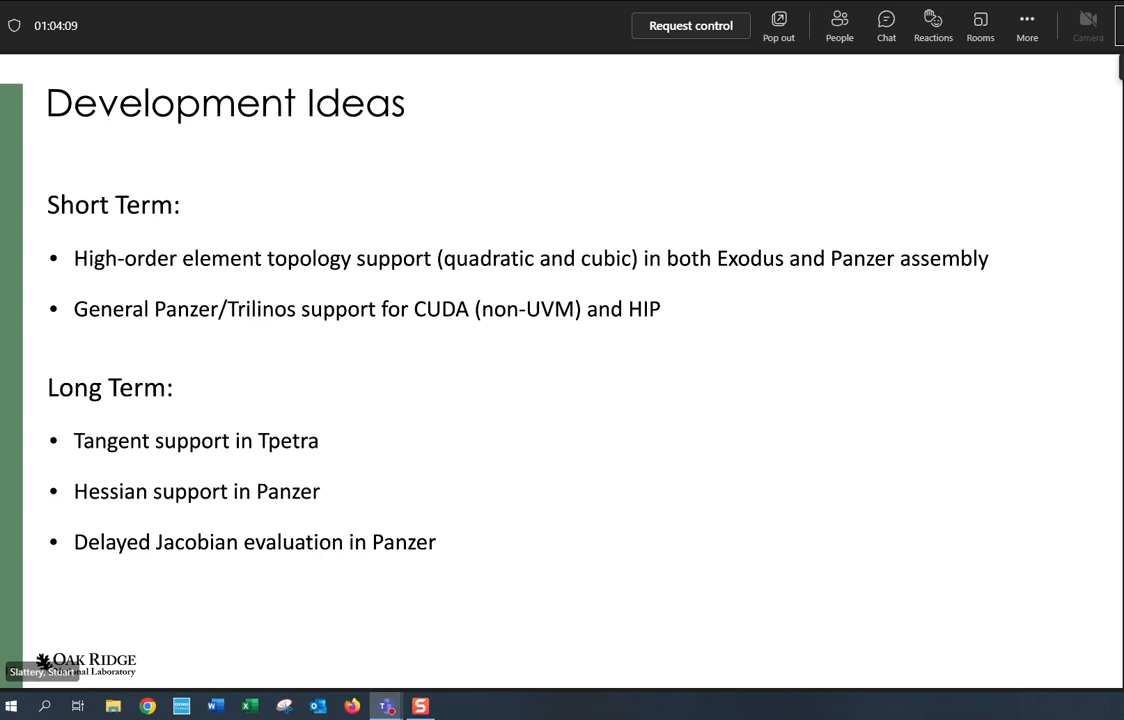 01:04:09
Request control
Pop out
People
Chat
Reactions
Rooms
More
Camera
Development Ideas
Short Term:
• High-order element topology support (quadratic and cubic) in both Exodus and Panzer assembly
• General Panzer/Trilinos support for CUDA (non-UVM) and HIP
Long Term:
• Tangent support in Tpetra
• Hessian support in Panzer
• Delayed Jacobian evaluation in Panzer
OAK RIDGE
Laboratory
Slattery, Stuart